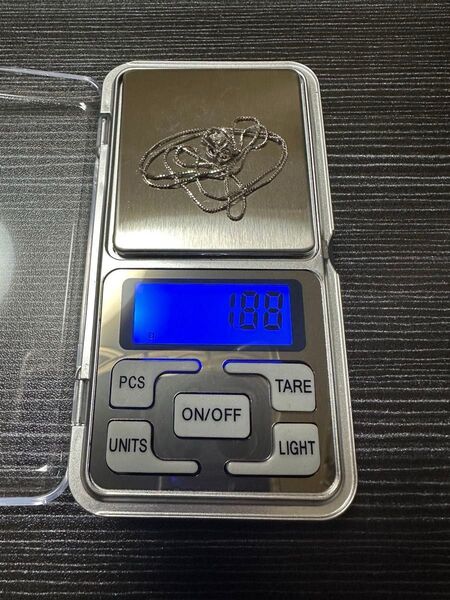 1.88
PCS
TARE
ON/OFF
UNITS
LIGHT